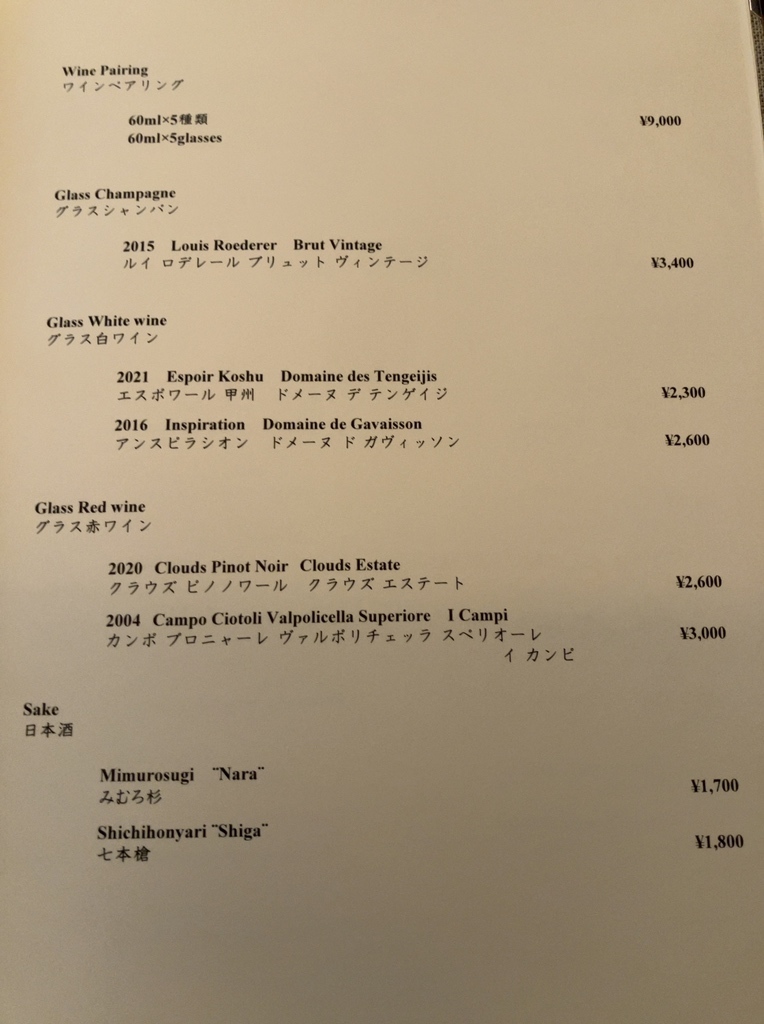 Wine Pairing
ワインペアリング
60ml×5種類
¥9,000
60ml×5glasses
Glass Champagne
グラスシャンパン
2015 Louis Roederer Brut Vintage
ルイ ロデレール ブリュット ヴィンテージ
¥3,400
Glass White wine
グラス白ワイン
2021 Espoir Koshu Domaine des Tengeijis
エスポワール 甲州 ドメーヌ デ テンゲイジ
¥2,300
2016 Inspiration Domaine de Gavaisson
アンスピラシオン ドメーヌ ド ガヴィッソン
¥2,600
Glass Red wine
グラス赤ワイン
2020 Clouds Pinot Noir Clouds Estate
クラウズ ピノノワール クラウズ エステート
¥2,600
2004 Campo Ciotoli Valpolicella Superiore I Campi
カンポ プロニャーレ ヴァルポリチェッラ スペリオーレ
¥3,000
イ カンピ
Sake
日本酒
Mimurosugi ¨Nara¨
みむろ杉
¥1,700
Shichihonyari ¨Shiga¨
七本槍
¥1,800